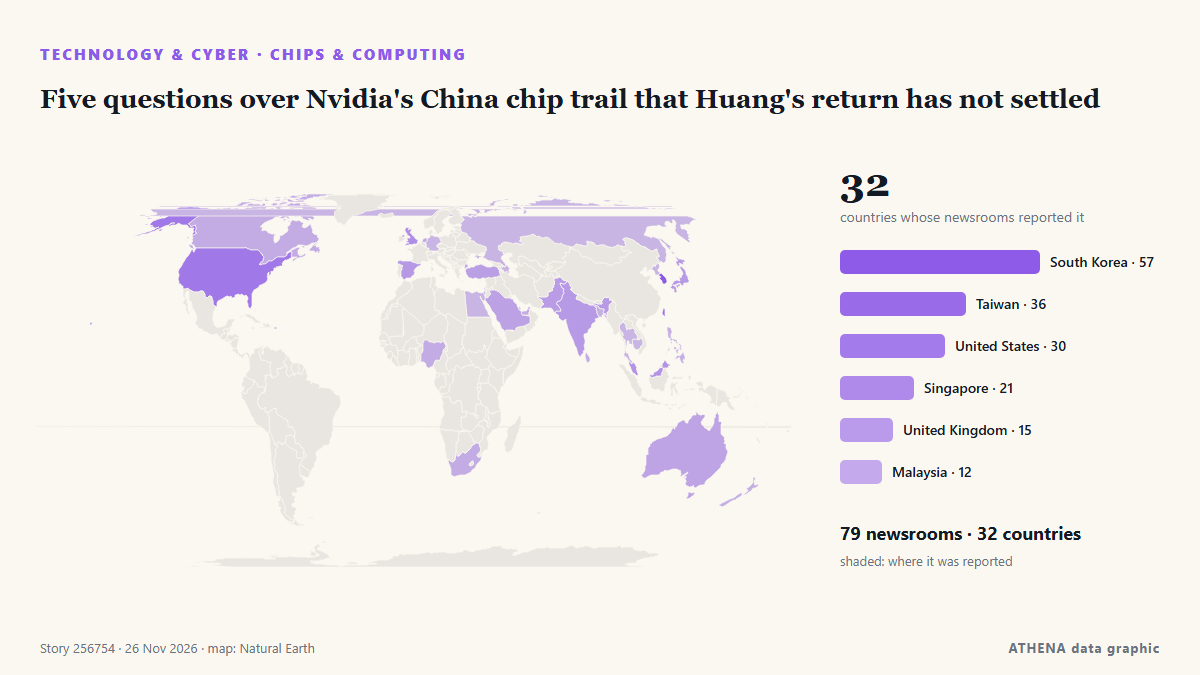 TECHNOLOGY & CYBER · CHIPS & COMPUTING
Five questions over Nvidia's China chip trail that Huang's return has not settled
32
countries whose newsrooms reported it
South Korea · 57
Taiwan · 36
United States · 30
Singapore · 21
United Kingdom · 15
Malaysia · 12
79 newsrooms · 32 countries
shaded: where it was reported
Story 256754 · 26 Nov 2026 · map: Natural Earth
ATHENA data graphic